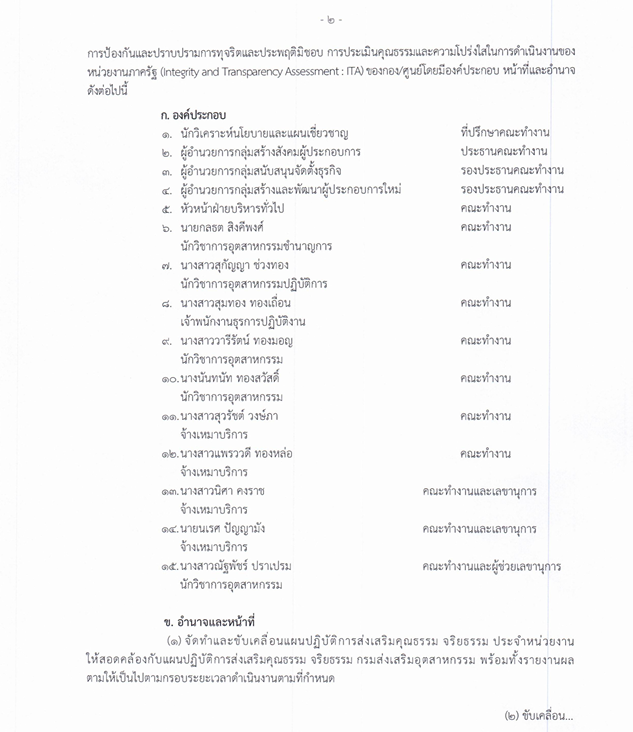 - ๒ -
การป้องกันและปราบปรามการทุจริตและประพฤติมิชอบ การประเมินคุณธรรมและความโปร่งใสในการดำเนินงานของ
หน่วยงานภาครัฐ (Integrity and Transparency Assessment : ITA) ของกอง/ศูนย์โดยมีองค์ประกอบ หน้าที่และอำนาจ
ดังต่อไปนี้
ก. องค์ประกอบ
๑. นักวิเคราะห์นโยบายและแผนเชี่ยวชาญ ที่ปรึกษาคณะทำงาน
๒. ผู้อำนวยการกลุ่มสร้างสังคมผู้ประกอบการ ประธานคณะทำงาน
๓. ผู้อำนวยการกลุ่มสนับสนุนจัดตั้งธุรกิจ รองประธานคณะทำงาน
๔. ผู้อำนวยการกลุ่มสร้างและพัฒนาผู้ประกอบการใหม่ รองประธานคณะทำงาน
๕. หัวหน้าฝ่ายบริหารทั่วไป คณะทำงาน
๖. นายกลธต สิงคีพงศ์ คณะทำงาน
นักวิชาการอุตสาหกรรมชำนาญการ
๗. นางสาวสุกัญญา ช่วงทอง คณะทำงาน
นักวิชาการอุตสาหกรรมปฏิบัติการ
๘. นางสาวสุมทอง ทองเถื่อน คณะทำงาน
เจ้าพนักงานธุรการปฏิบัติงาน
๙. นางสาววารีรัตน์ ทองมอญ คณะทำงาน
นักวิชาการอุตสาหกรรม
๑๐.นางนันทนัท ทองสวัสดิ์ คณะทำงาน
นักวิชาการอุตสาหกรรม
๑๑.นางสาวสุวรัชต์ วงษ์ภา คณะทำงาน
จ้างเหมาบริการ
๑๒.นางสาวแพรววดี ทองหล่อ คณะทำงาน
จ้างเหมาบริการ
๑๓.นางสาวนิศา คงราช คณะทำงานและเลขานุการ
จ้างเหมาบริการ
๑๔.นายนเรศ ปัญญามัง คณะทำงานและเลขานุการ
จ้างเหมาบริการ
๑๕.นางสาวณัฐพัชร์ ปราเปรม คณะทำงานและผู้ช่วยเลขานุการ
นักวิชาการอุตสาหกรรม
ข. อำนาจและหน้าที่
(๑) จัดทำและขับเคลื่อนแผนปฏิบัติการส่งเสริมคุณธรรม จริยธรรม ประจำหน่วยงาน
ให้สอดคล้องกับแผนปฏิบัติการส่งเสริมคุณธรรม จริยธรรม กรมส่งเสริมอุตสาหกรรม พร้อมทั้งรายงานผล
ตามให้เป็นไปตามกรอบระยะเวลาดำเนินงานตามที่กำหนด
(๒) ขับเคลื่อน...